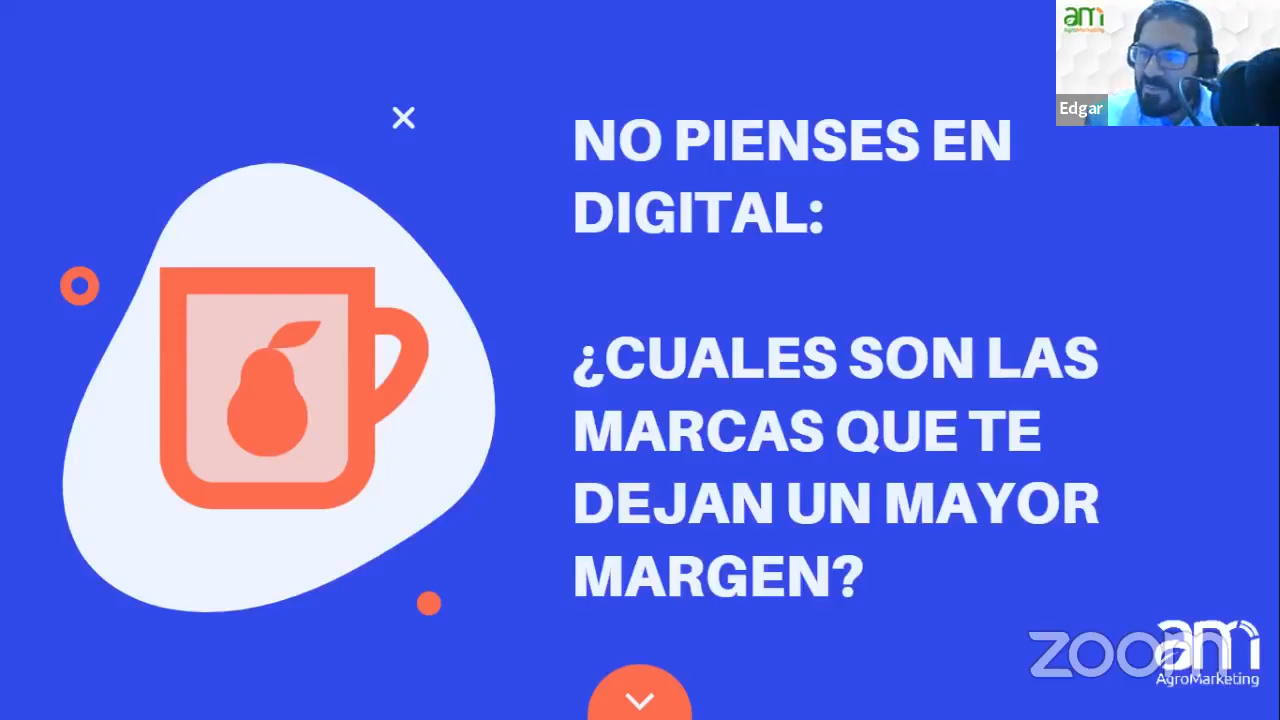 am
AgroMarketing
Edgar
NO PIENSES EN
DIGITAL:
¿CUALES SON LAS
MARCAS QUE TE
DEJAN UN MAYOR
MARGEN?
zoom
am
AgroMarketing